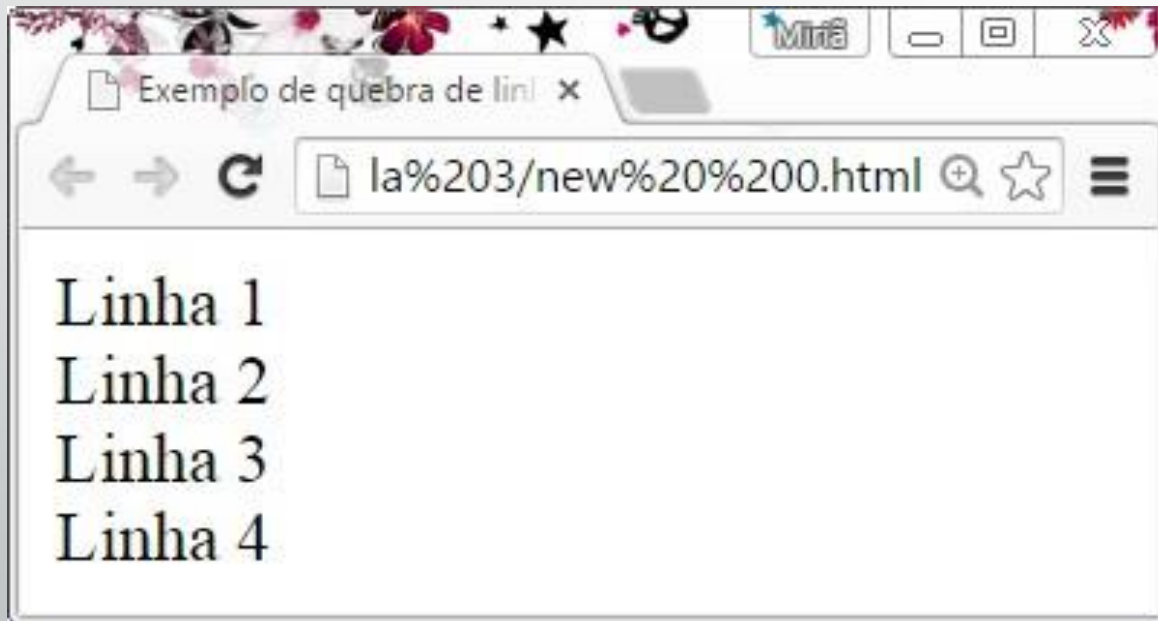 Miriã
Exemplo de quebra de linh
la%203/new%20%200.html
Linha 1
Linha 2
Linha 3
Linha 4